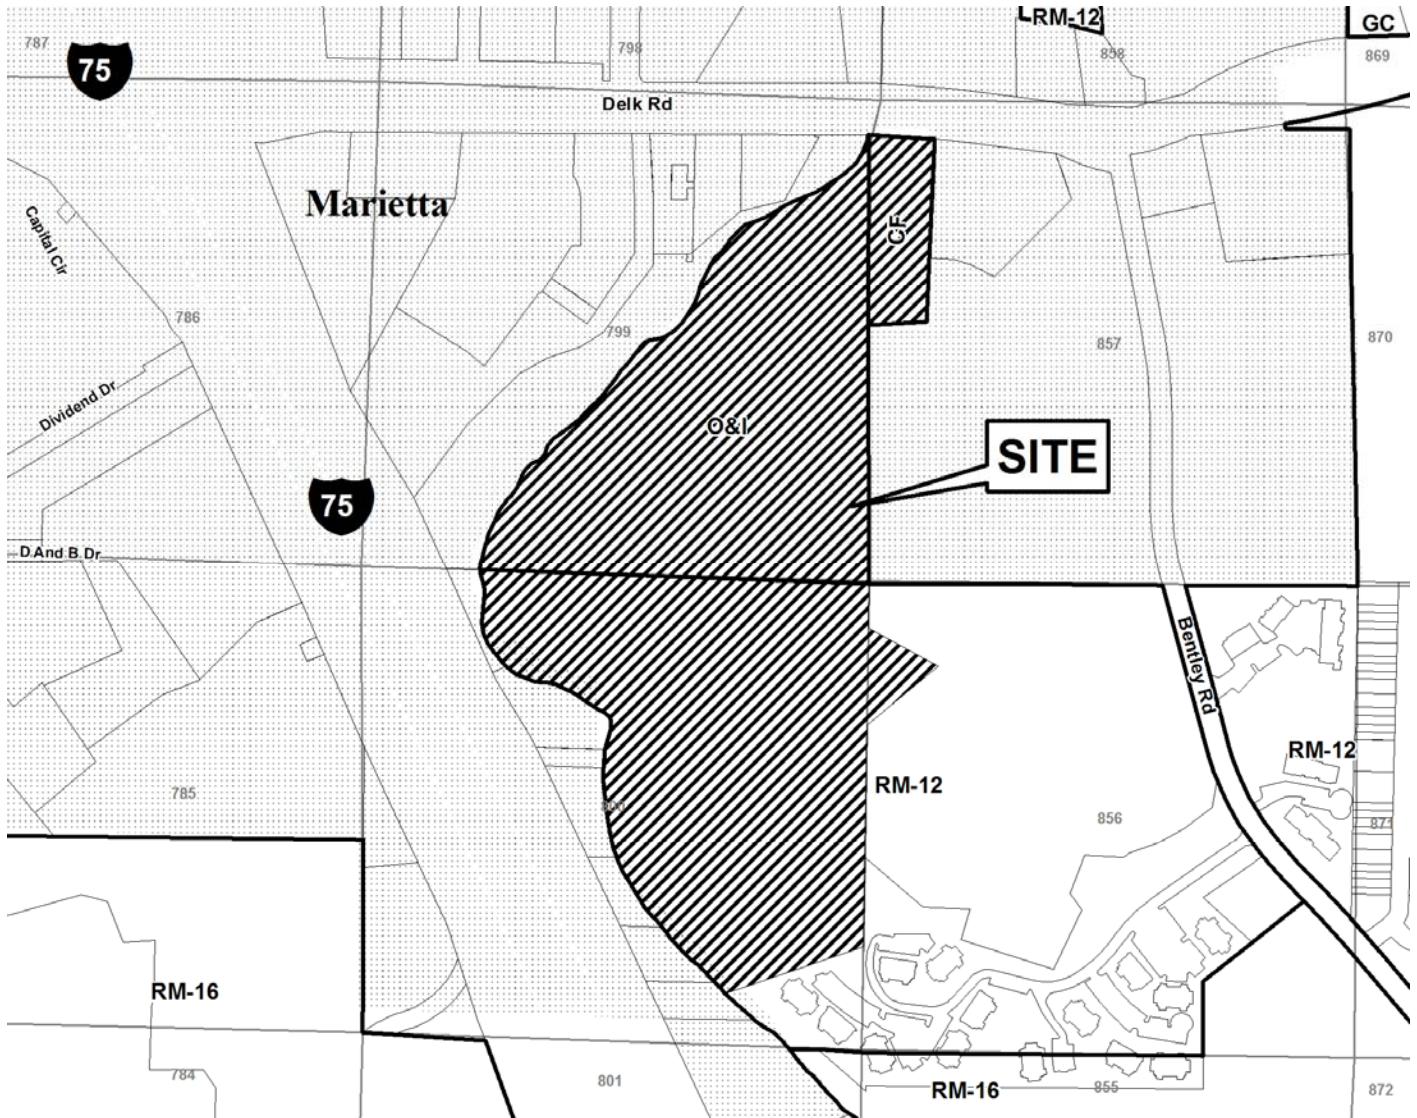 RM-12
GC
787
75
798
858
869
Delk Rd
Marietta
Capital Cir
CF
786
799
857
870
Dividend Dr
O&I
SITE
75
D And B Dr
Bentley Rd
RM-12
RM-12
785
800
856
871
RM-16
784
801
RM-16
855
872